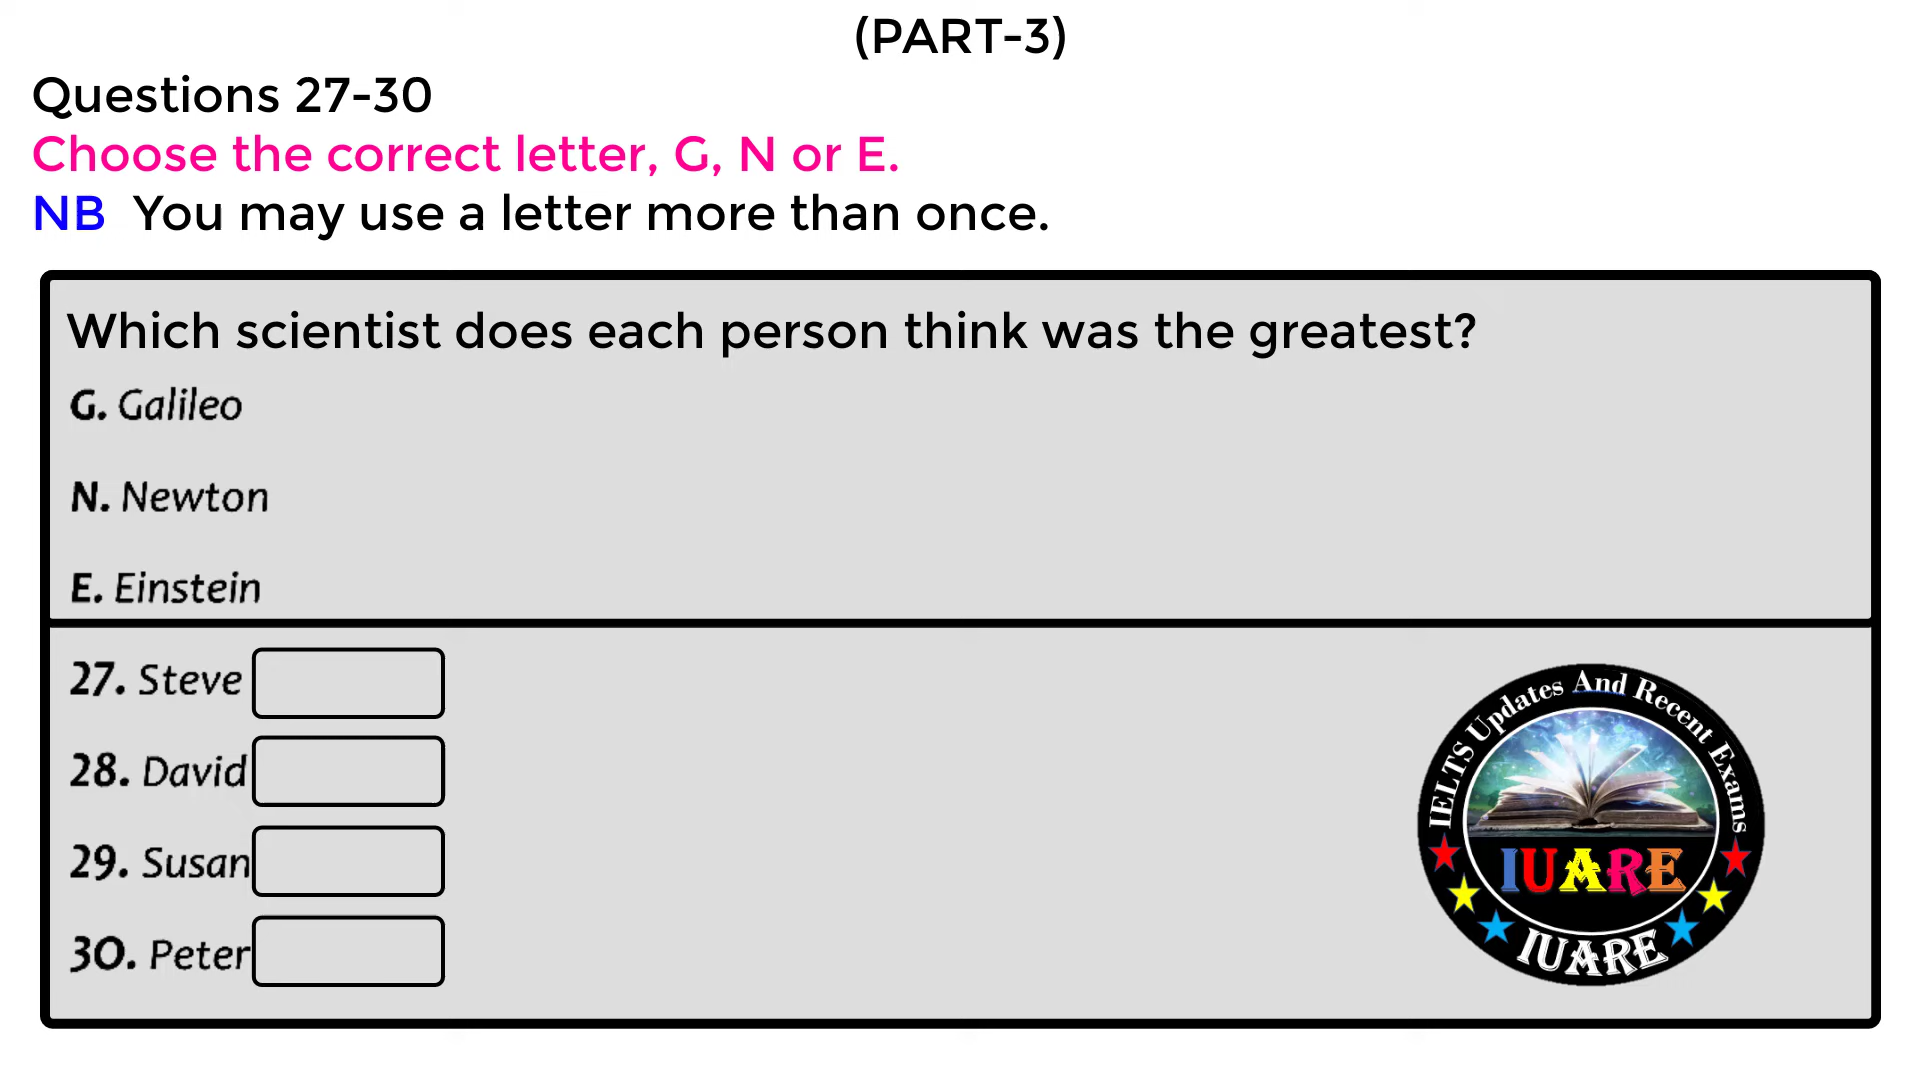 (PART-3)
Questions 27-30
Choose the correct letter, G, N or E.
NB You may use a letter more than once.
Which scientist does each person think was the greatest?
G. Galileo
N. Newton
E. Einstein
27. Steve
28. David
29. Susan
30. Peter
IELTS Updates And Recent Exams
IUARE
IUARE